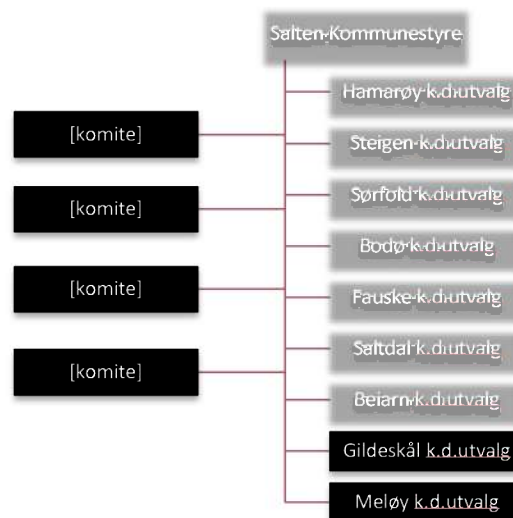 Salten Kommunestyre
Hamarøy k.d.utvalg
[komite]
Steigen k.d.utvalg
Sørfold k.d.utvalg
[komite]
Bodø k.d.utvalg
[komite]
Fauske k.d.utvalg
Saltdal k.d.utvalg
[komite]
Beiarn k.d.utvalg
Gildeskål k.d.utvalg
Meløy k.d.utvalg